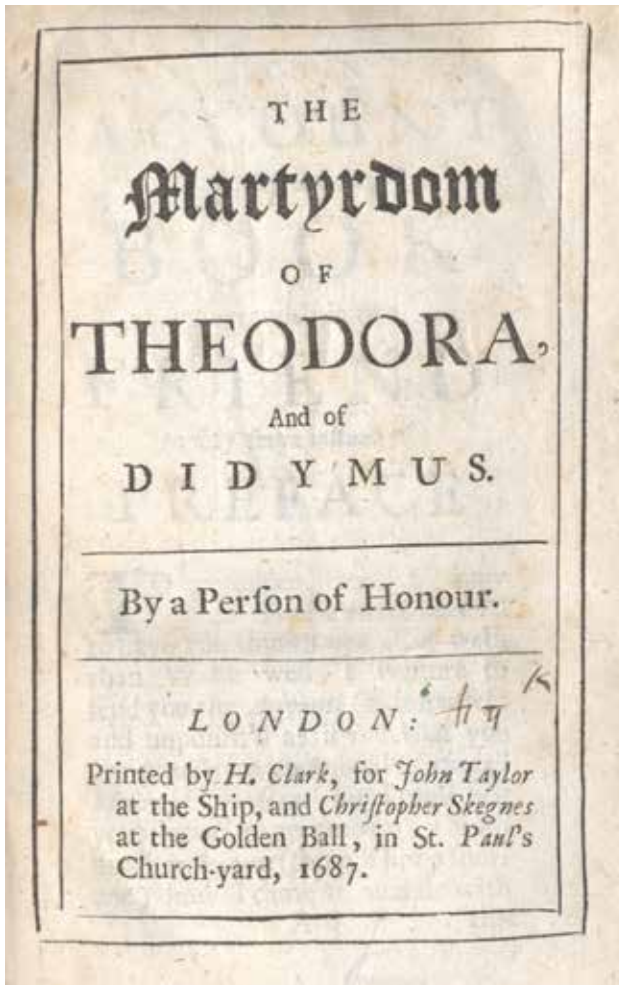 THE
Martyrdom
OF
THEODORA,
And of
DIDYMUS.
By a Perſon of Honour.
LONDON:
Printed by H. Clark, for John Taylor
at the Ship, and Chriſtopher Skegnes
at the Golden Ball, in St. Paul's
Church-yard, 1687.